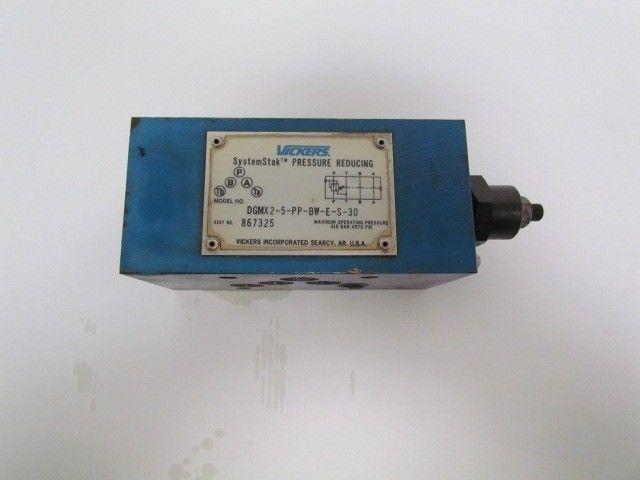 VICKERS
SystemStak™ PRESSURE REDUCING
P
B A
Tb Ta
P T B A
P T B A
MODEL NO. DGMX2-5-PP-BW-E-S-30
ASSY NO. 867325
MAXIMUM OPERATING PRESSURE
315 BAR 4570 PSI
VICKERS INCORPORATED SEARCY, AR. U.S.A.